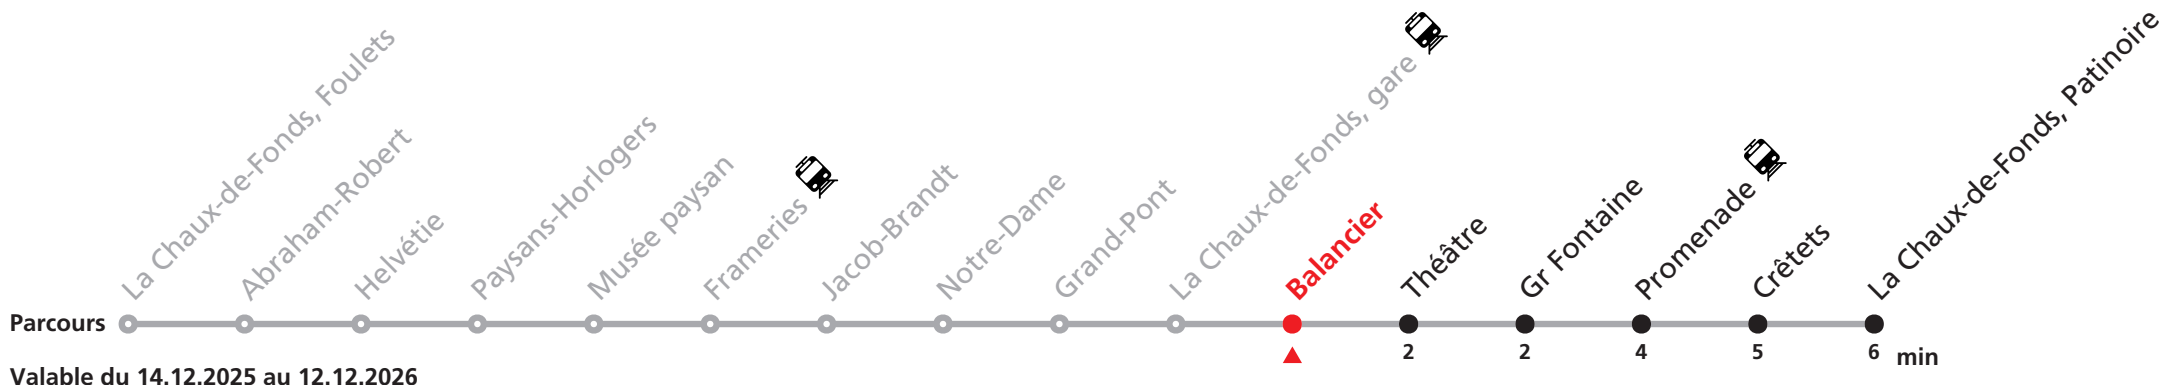 La Chaux-de-Fonds, Foulets
Abraham-Robert
Helvétie
Paysans-Horlogers
Musée paysan
Frameries
Jacob-Brandt
Notre-Dame
Grand-Pont
La Chaux-de-Fonds, gare
Balancier
Théâtre
Gr Fontaine
Promenade
Crêtets
La Chaux-de-Fonds, Patinoire
Parcours
2 2 4 5 6 min
Valable du 14.12.2025 au 12.12.2026